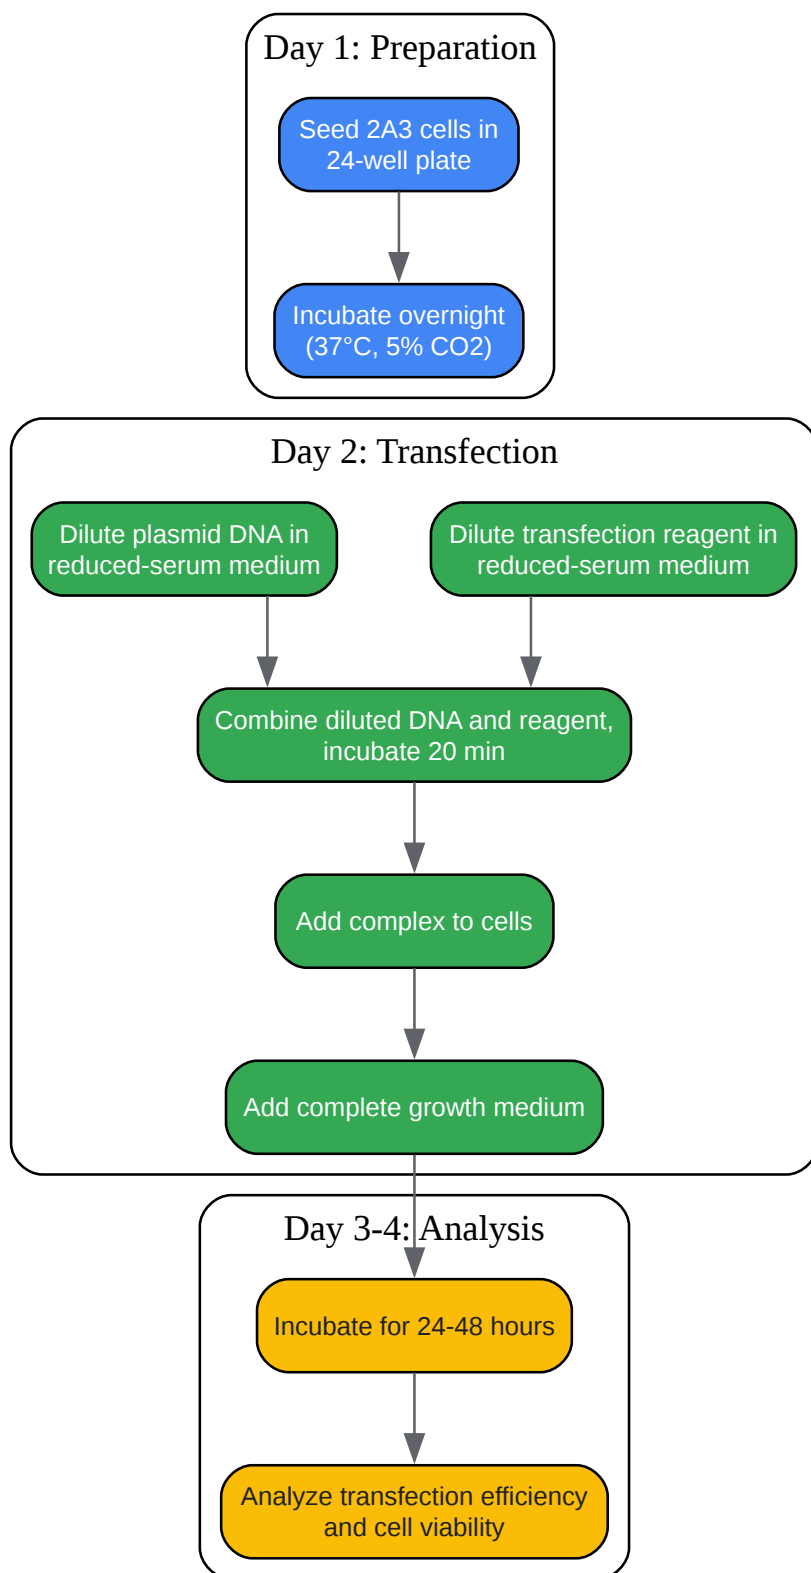 Day 1: Preparation
Seed 2A3 cells in
24-well plate
Incubate overnight
(37°C, 5% CO2)
Day 2: Transfection
Dilute plasmid DNA in
reduced-serum medium
Dilute transfection reagent in
reduced-serum medium
Combine diluted DNA and reagent,
incubate 20 min
Add complex to cells
Add complete growth medium
Day 3-4: Analysis
Incubate for 24-48 hours
Analyze transfection efficiency
and cell viability